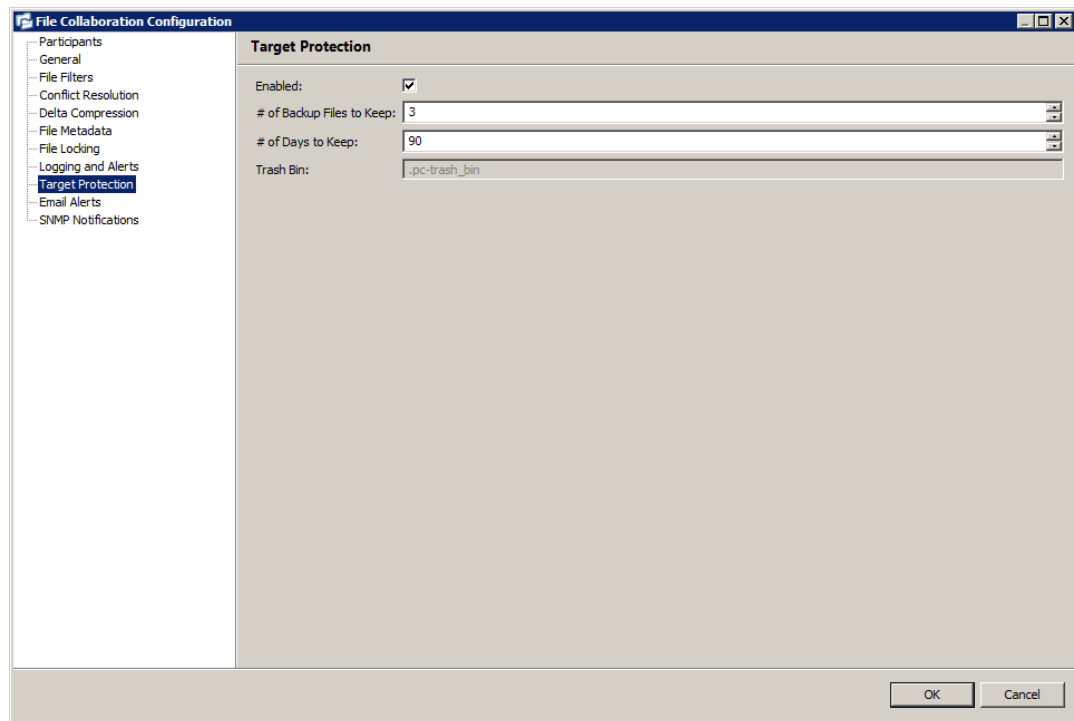 File Collaboration Configuration
Participants
General
File Filters
Conflict Resolution
Delta Compression
File Metadata
File Locking
Logging and Alerts
Target Protection
Email Alerts
SNMP Notifications
Target Protection
Enabled:
# of Backup Files to Keep: 3
# of Days to Keep: 90
Trash Bin: .pc-trash_bin
OK Cancel